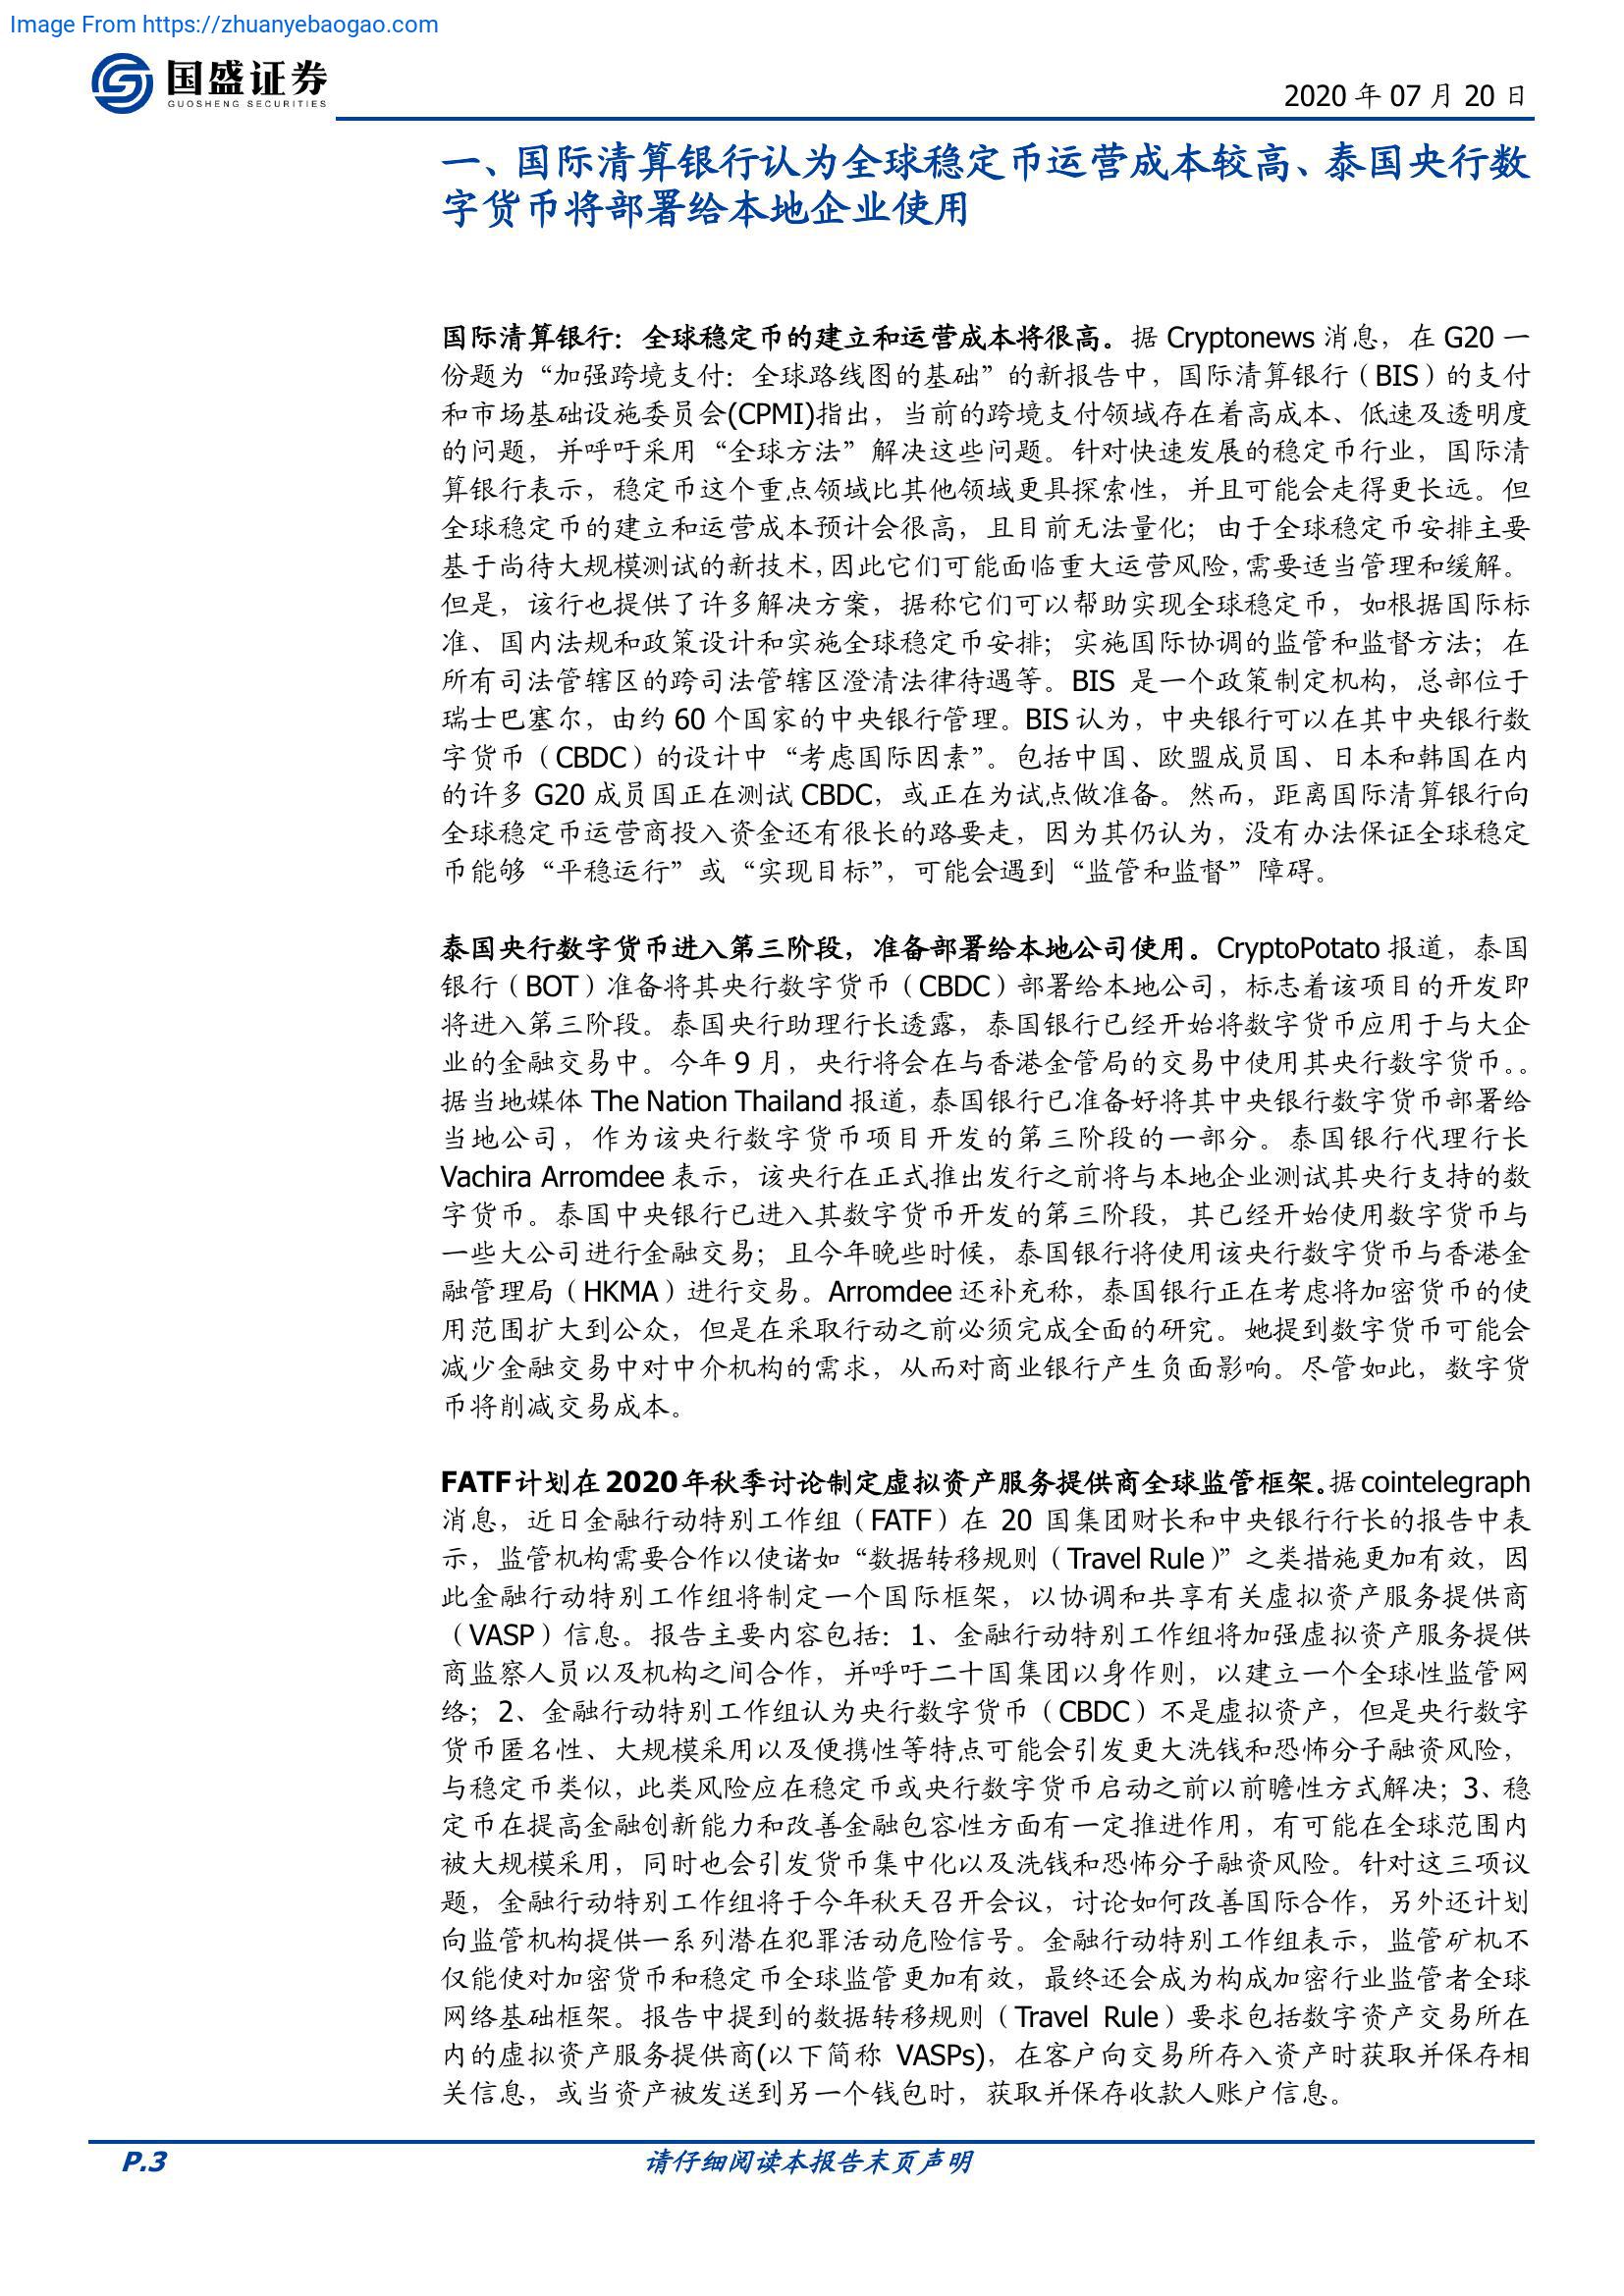 Image From https://zhuanyebaogao.com
国盛证券
GUOSHENG SECURITIES
2020 年 07 月 20 日
一、国际清算银行认为全球稳定币运营成本较高、泰国央行数
字货币将部署给本地企业使用
国际清算银行：全球稳定币的建立和运营成本将很高。据 Cryptonews 消息，在 G20 一
份题为“加强跨境支付：全球路线图的基础”的新报告中，国际清算银行（BIS）的支付
和市场基础设施委员会(CPMI)指出，当前的跨境支付领域存在着高成本、低速及透明度
的问题，并呼吁采用“全球方法”解决这些问题。针对快速发展的稳定币行业，国际清
算银行表示，稳定币这个重点领域比其他领域更具探索性，并且可能会走得更长远。但
全球稳定币的建立和运营成本预计会很高，且目前无法量化；由于全球稳定币安排主要
基于尚待大规模测试的新技术，因此它们可能面临重大运营风险，需要适当管理和缓解。
但是，该行也提供了许多解决方案，据称它们可以帮助实现全球稳定币，如根据国际标
准、国内法规和政策设计和实施全球稳定币安排；实施国际协调的监管和监督方法；在
所有司法管辖区的跨司法管辖区澄清法律待遇等。BIS 是一个政策制定机构，总部位于
瑞士巴塞尔，由约 60 个国家的中央银行管理。BIS 认为，中央银行可以在其中央银行数
字货币（CBDC）的设计中“考虑国际因素”。包括中国、欧盟成员国、日本和韩国在内
的许多 G20 成员国正在测试 CBDC，或正在为试点做准备。然而，距离国际清算银行向
全球稳定币运营商投入资金还有很长的路要走，因为其仍认为，没有办法保证全球稳定
币能够“平稳运行”或“实现目标”，可能会遇到“监管和监督”障碍。
泰国央行数字货币进入第三阶段，准备部署给本地公司使用。CryptoPotato 报道，泰国
银行（BOT）准备将其央行数字货币（CBDC）部署给本地公司，标志着该项目的开发即
将进入第三阶段。泰国央行助理行长透露，泰国银行已经开始将数字货币应用于与大企
业的金融交易中。今年 9 月，央行将会在与香港金管局的交易中使用其央行数字货币。。
据当地媒体 The Nation Thailand 报道，泰国银行已准备好将其中央银行数字货币部署给
当地公司，作为该央行数字货币项目开发的第三阶段的一部分。泰国银行代理行长
Vachira Arromdee 表示，该央行在正式推出发行之前将与本地企业测试其央行支持的数
字货币。泰国中央银行已进入其数字货币开发的第三阶段，其已经开始使用数字货币与
一些大公司进行金融交易；且今年晚些时候，泰国银行将使用该央行数字货币与香港金
融管理局（HKMA）进行交易。Arromdee 还补充称，泰国银行正在考虑将加密货币的使
用范围扩大到公众，但是在采取行动之前必须完成全面的研究。她提到数字货币可能会
减少金融交易中对中介机构的需求，从而对商业银行产生负面影响。尽管如此，数字货
币将削减交易成本。
FATF 计划在 2020 年秋季讨论制定虚拟资产服务提供商全球监管框架。据 cointelegraph
消息，近日金融行动特别工作组（FATF）在 20 国集团财长和中央银行行长的报告中表
示，监管机构需要合作以使诸如“数据转移规则（Travel Rule）”之类措施更加有效，因
此金融行动特别工作组将制定一个国际框架，以协调和共享有关虚拟资产服务提供商
（VASP）信息。报告主要内容包括：1、金融行动特别工作组将加强虚拟资产服务提供
商监察人员以及机构之间合作，并呼吁二十国集团以身作则，以建立一个全球性监管网
络；2、金融行动特别工作组认为央行数字货币（CBDC）不是虚拟资产，但是央行数字
货币匿名性、大规模采用以及便携性等特点可能会引发更大洗钱和恐怖分子融资风险，
与稳定币类似，此类风险应在稳定币或央行数字货币启动之前以前瞻性方式解决；3、稳
定币在提高金融创新能力和改善金融包容性方面有一定推进作用，有可能在全球范围内
被大规模采用，同时也会引发货币集中化以及洗钱和恐怖分子融资风险。针对这三项议
题，金融行动特别工作组将于今年秋天召开会议，讨论如何改善国际合作，另外还计划
向监管机构提供一系列潜在犯罪活动危险信号。金融行动特别工作组表示，监管矿机不
仅能使对加密货币和稳定币全球监管更加有效，最终还会成为构成加密行业监管者全球
网络基础框架。报告中提到的数据转移规则（Travel Rule）要求包括数字资产交易所在
内的虚拟资产服务提供商(以下简称 VASPs)，在客户向交易所存入资产时获取并保存相
关信息，或当资产被发送到另一个钱包时，获取并保存收款人账户信息。
P.3
请仔细阅读本报告末页声明